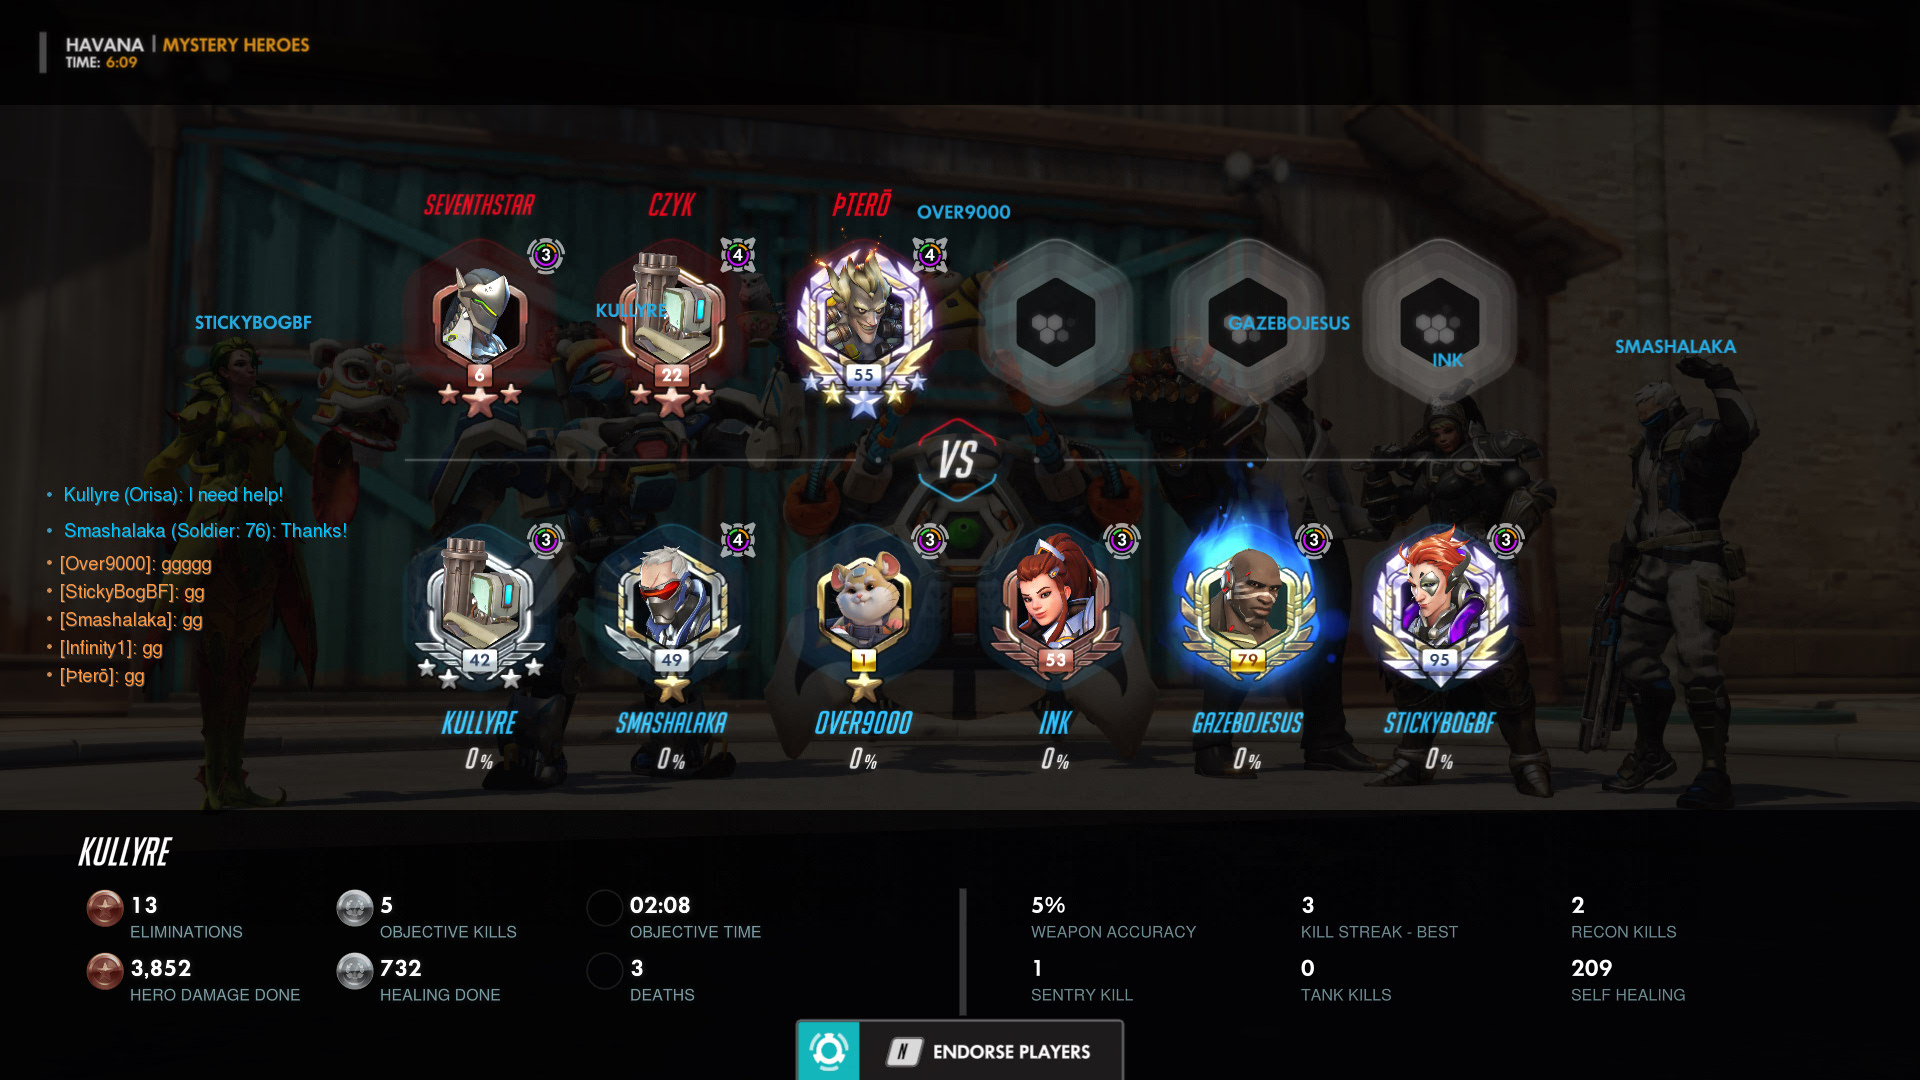 HAVANA | MYSTERY HEROES
TIME: 6:09
SEVENTHSTAR
CZYK
ÞTERŌ
OVER9000
3
4
4
STICKYBOGBF
KULLYRE
GAZEBOJESUS
INK
SMASHALAKA
6
22
55
VS
Kullyre (Orisa): I need help!
Smashalaka (Soldier: 76): Thanks!
[Over9000]: ggggg
[StickyBogBF]: gg
[Smashalaka]: gg
[Infinity1]: gg
[Þterō]: gg
3
4
3
3
3
3
42
49
1
53
79
95
KULLYRE
SMASHALAKA
OVER9000
INK
GAZEBOJESUS
STICKYBOGBF
0%
0%
0%
0%
0%
0%
KULLYRE
13
ELIMINATIONS
5
OBJECTIVE KILLS
02:08
OBJECTIVE TIME
3,852
HERO DAMAGE DONE
732
HEALING DONE
3
DEATHS
5%
WEAPON ACCURACY
3
KILL STREAK - BEST
2
RECON KILLS
1
SENTRY KILL
0
TANK KILLS
209
SELF HEALING
N ENDORSE PLAYERS